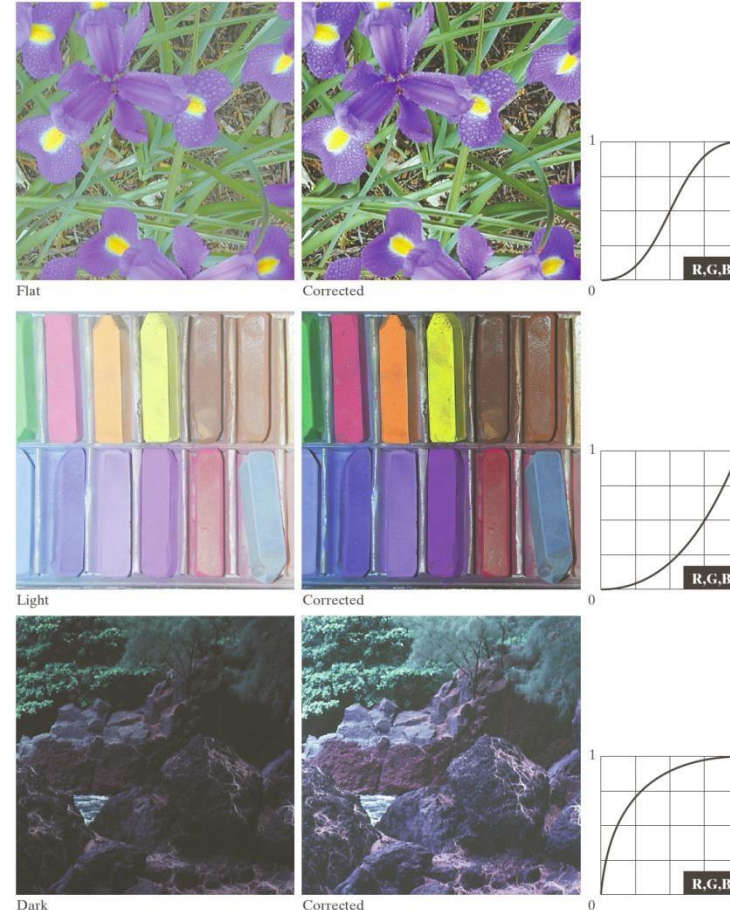 Flat
Corrected
1
R,G,B
0
Light
Corrected
1
R,G,B
0
Dark
Corrected
1
R,G,B
0